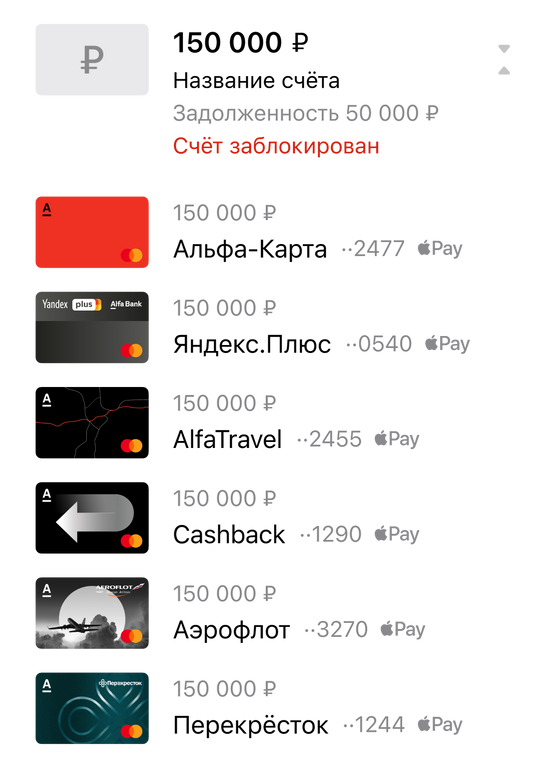 ₽
150 000 ₽
Название счёта
Задолженность 50 000 ₽
Счёт заблокирован
A
150 000 ₽
Альфа-Карта ··2477 Pay
Yandex plus Alfa Bank
150 000 ₽
Яндекс.Плюс ··0540 Pay
A
150 000 ₽
AlfaTravel ··2455 Pay
A
150 000 ₽
Cashback ··1290 Pay
A AEROFLOT
150 000 ₽
Аэрофлот ··3270 Pay
A Перекрёсток
150 000 ₽
Перекрёсток ··1244 Pay